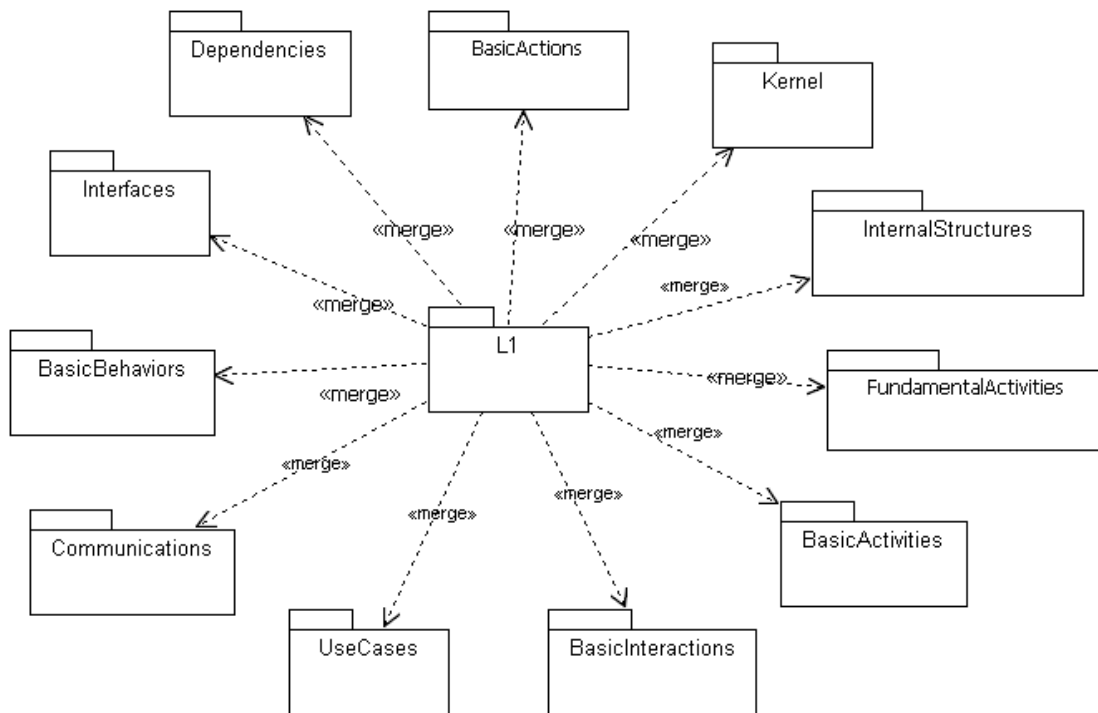 Dependencies
BasicActions
Kernel
Interfaces
InternalStructures
«merge»
«merge»
«merge»
«merge»
«merge»
L1
BasicBehaviors
«merge»
«merge»
FundamentalActivities
«merge»
«merge»
«merge»
«merge»
Communications
BasicActivities
UseCases
BasicInteractions